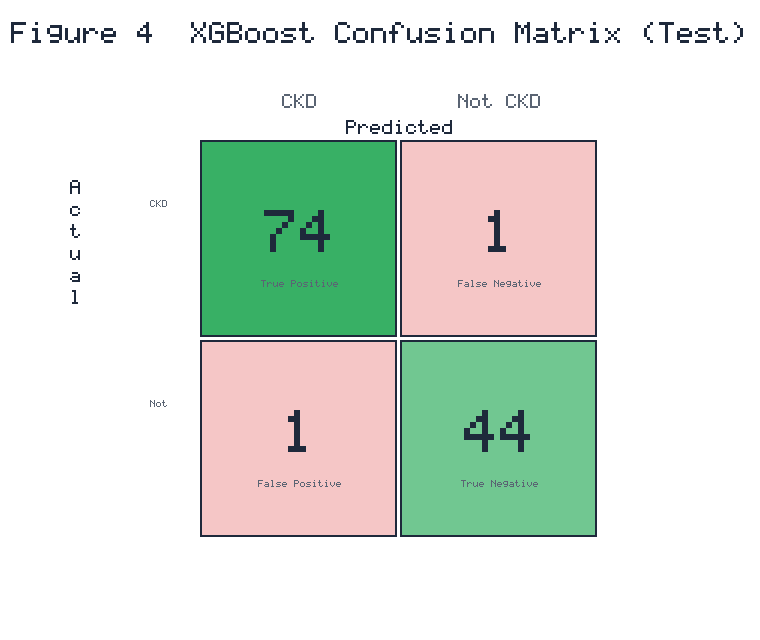 Figure 4  XGBoost Confusion Matrix (Test)
CKD Not CKD
Predicted
Actual
CKD
74 1
True Positive False Negative
Not
1 44
False Positive True Negative